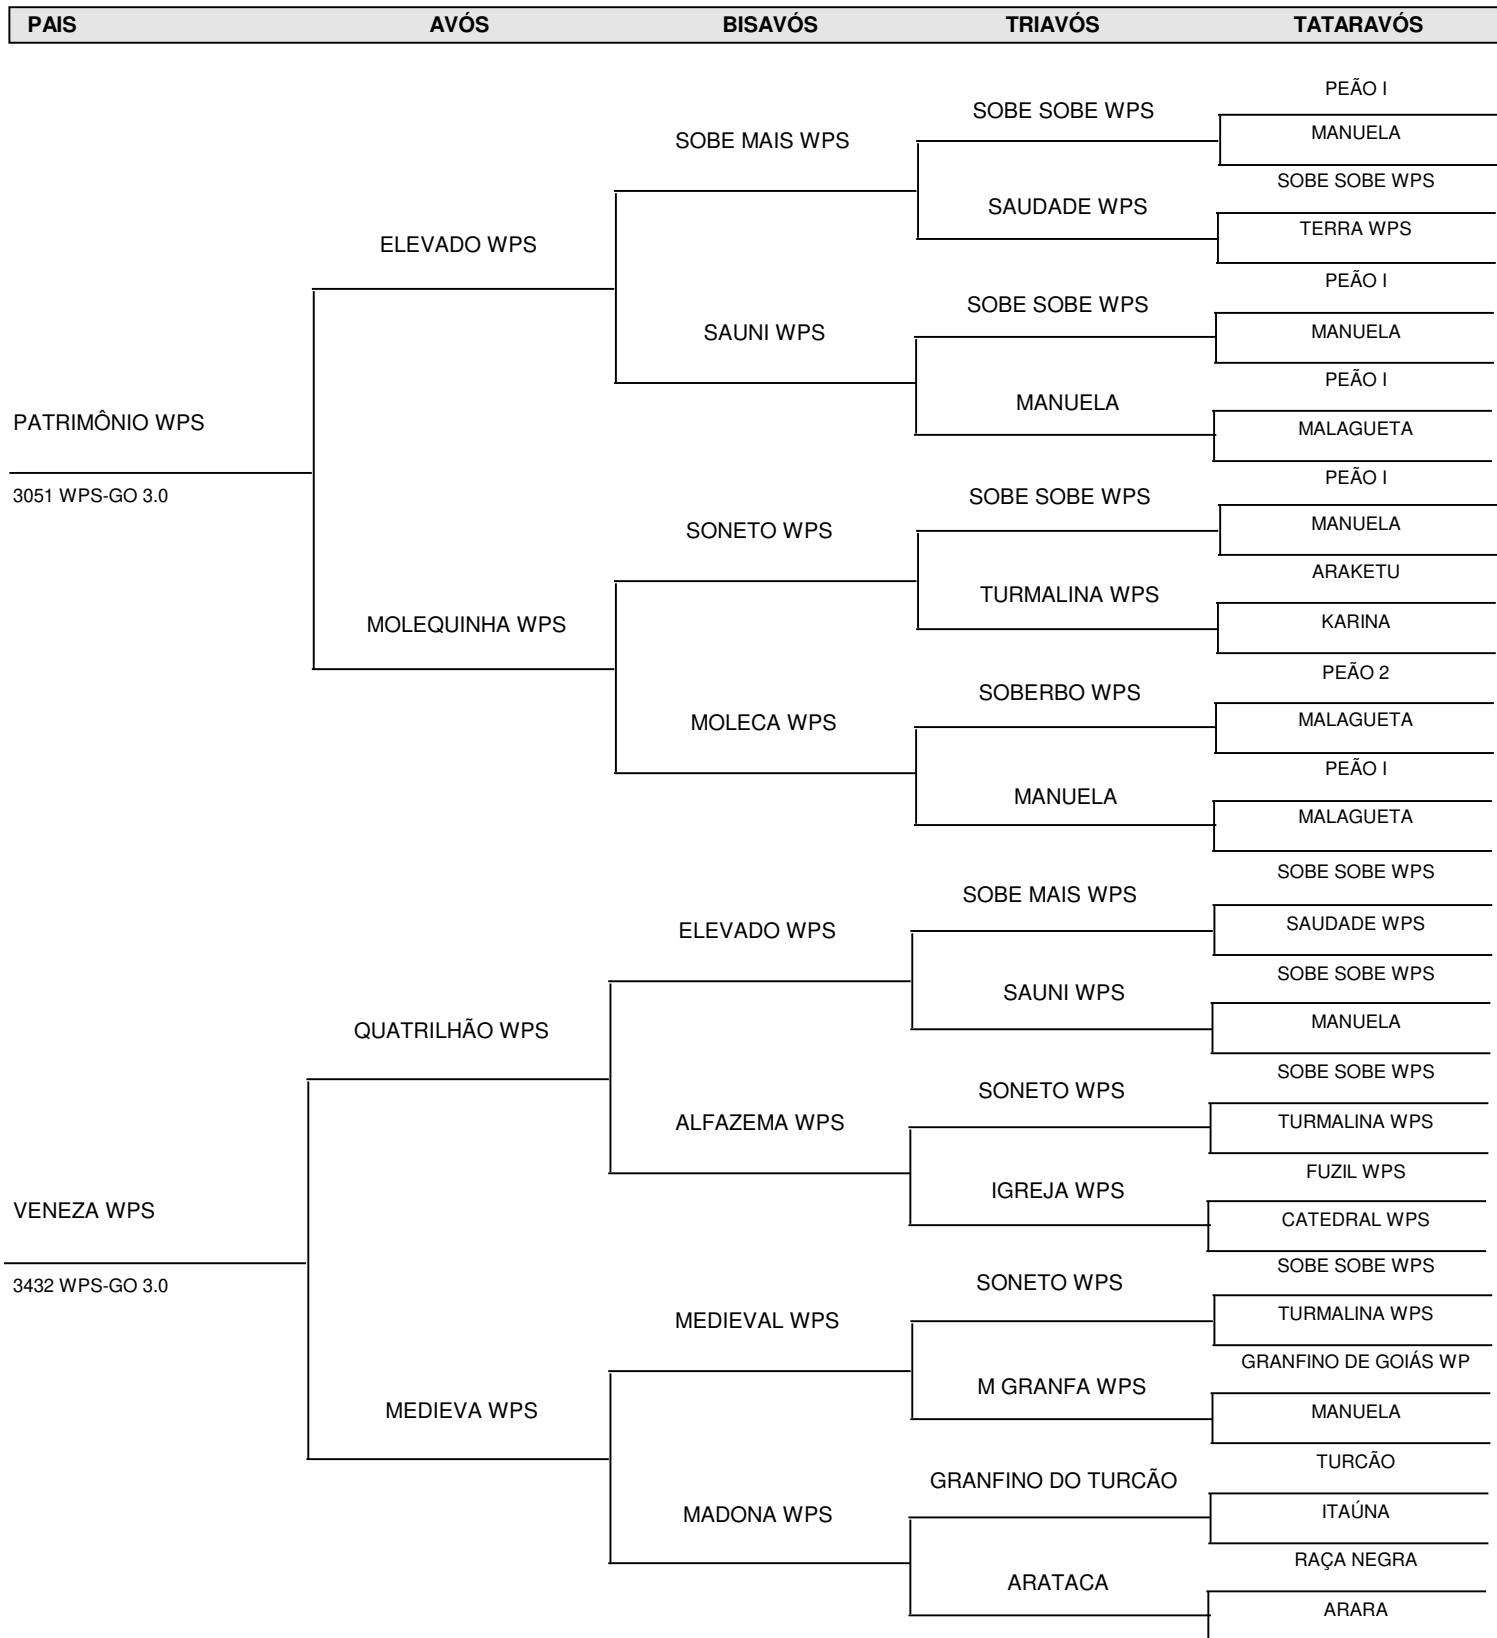 PAIS AVÓS BISAVÓS TRIAVÓS TATARAVÓS
PEÃO I
SOBE SOBE WPS
MANUELA
SOBE MAIS WPS
SOBE SOBE WPS
SAUDADE WPS
TERRA WPS
ELEVADO WPS
PEÃO I
SOBE SOBE WPS
MANUELA
SAUNI WPS
PEÃO I
MANUELA
MALAGUETA
PATRIMÔNIO WPS
3051 WPS-GO 3.0
PEÃO I
SOBE SOBE WPS
MANUELA
SONETO WPS
ARAKETU
TURMALINA WPS
KARINA
MOLEQUINHA WPS
PEÃO 2
SOBERBO WPS
MALAGUETA
MOLECA WPS
PEÃO I
MANUELA
MALAGUETA
SOBE SOBE WPS
SOBE MAIS WPS
SAUDADE WPS
ELEVADO WPS
SOBE SOBE WPS
SAUNI WPS
MANUELA
QUATRILHÃO WPS
SOBE SOBE WPS
SONETO WPS
TURMALINA WPS
ALFAZEMA WPS
FUZIL WPS
IGREJA WPS
CATEDRAL WPS
VENEZA WPS
3432 WPS-GO 3.0
SOBE SOBE WPS
SONETO WPS
TURMALINA WPS
MEDIEVAL WPS
GRANFINO DE GOIÁS WP
M GRANFA WPS
MANUELA
MEDIEVA WPS
TURCÃO
GRANFINO DO TURCÃO
ITAÚNA
MADONA WPS
RAÇA NEGRA
ARATACA
ARARA